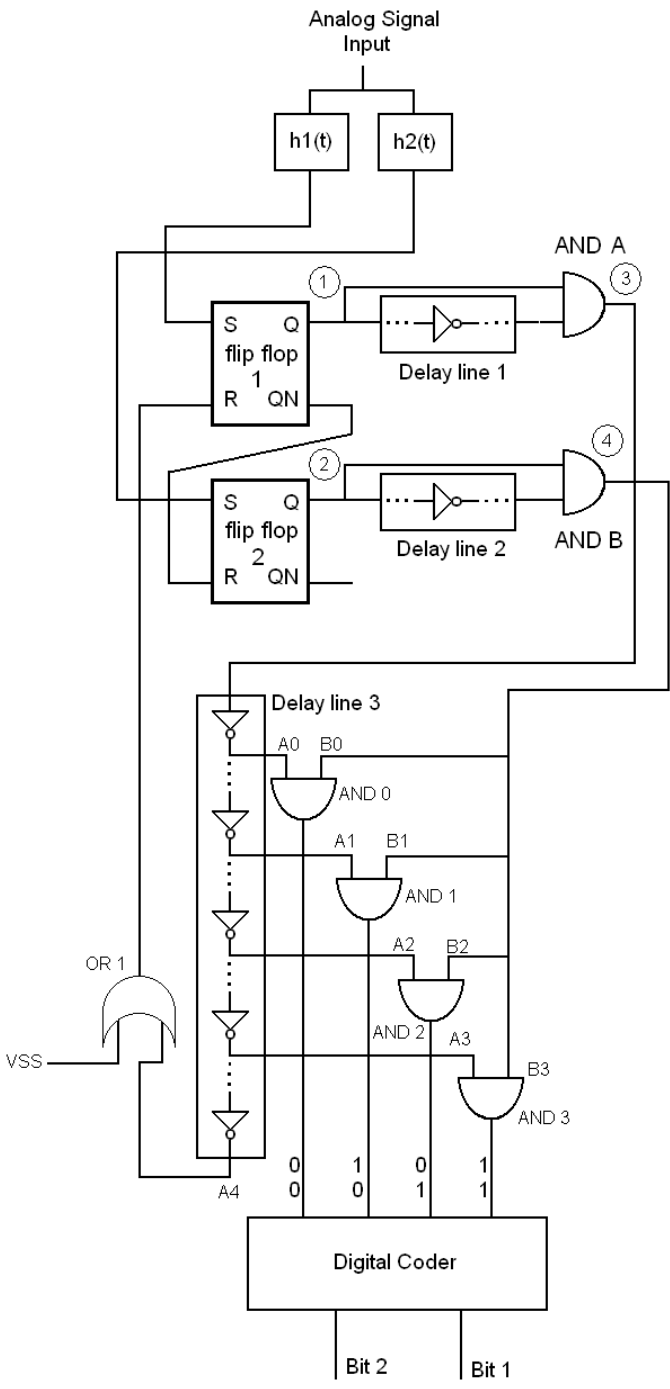 Analog Signal
Input
h1(t)
h2(t)
AND A
1
3
S Q
flip flop
1
R QN
Delay line 1
2
4
S Q
flip flop
2
R QN
Delay line 2
AND B
Delay line 3
A0 B0
AND 0
A1 B1
AND 1
A2 B2
OR 1
AND 2
A3
VSS
B3
AND 3
0 1 0 1
0 0 1 1
A4
Digital Coder
Bit 2 Bit 1